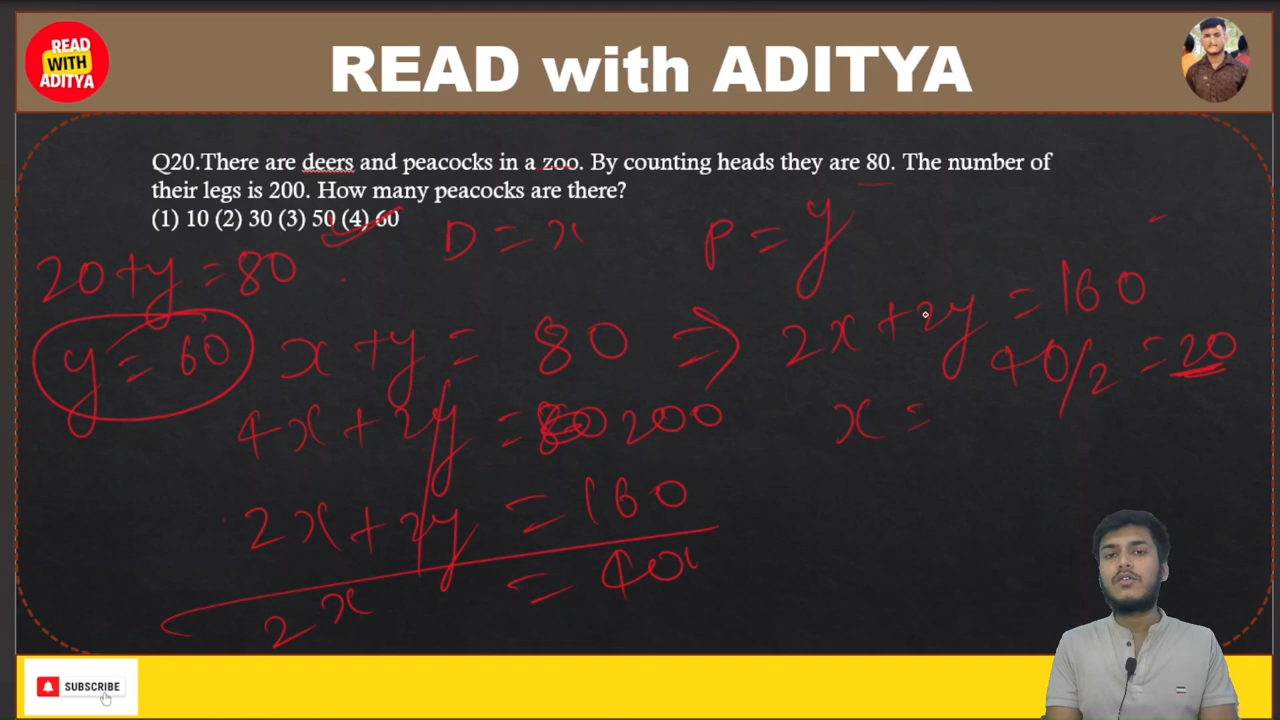 READ
WITH
ADITYA
READ with ADITYA
Q20.There are deers and peacocks in a zoo. By counting heads they are 80. The number of
their legs is 200. How many peacocks are there?
(1) 10 (2) 30 (3) 50 (4) 60
D = x P = y
20 + y = 80
y = 60
x + y = 80 ⇒ 2x + 2y = 160
40/2 = 20
4x + 2y = 200
x =
2x + 2y = 160
2x = 40
SUBSCRIBE